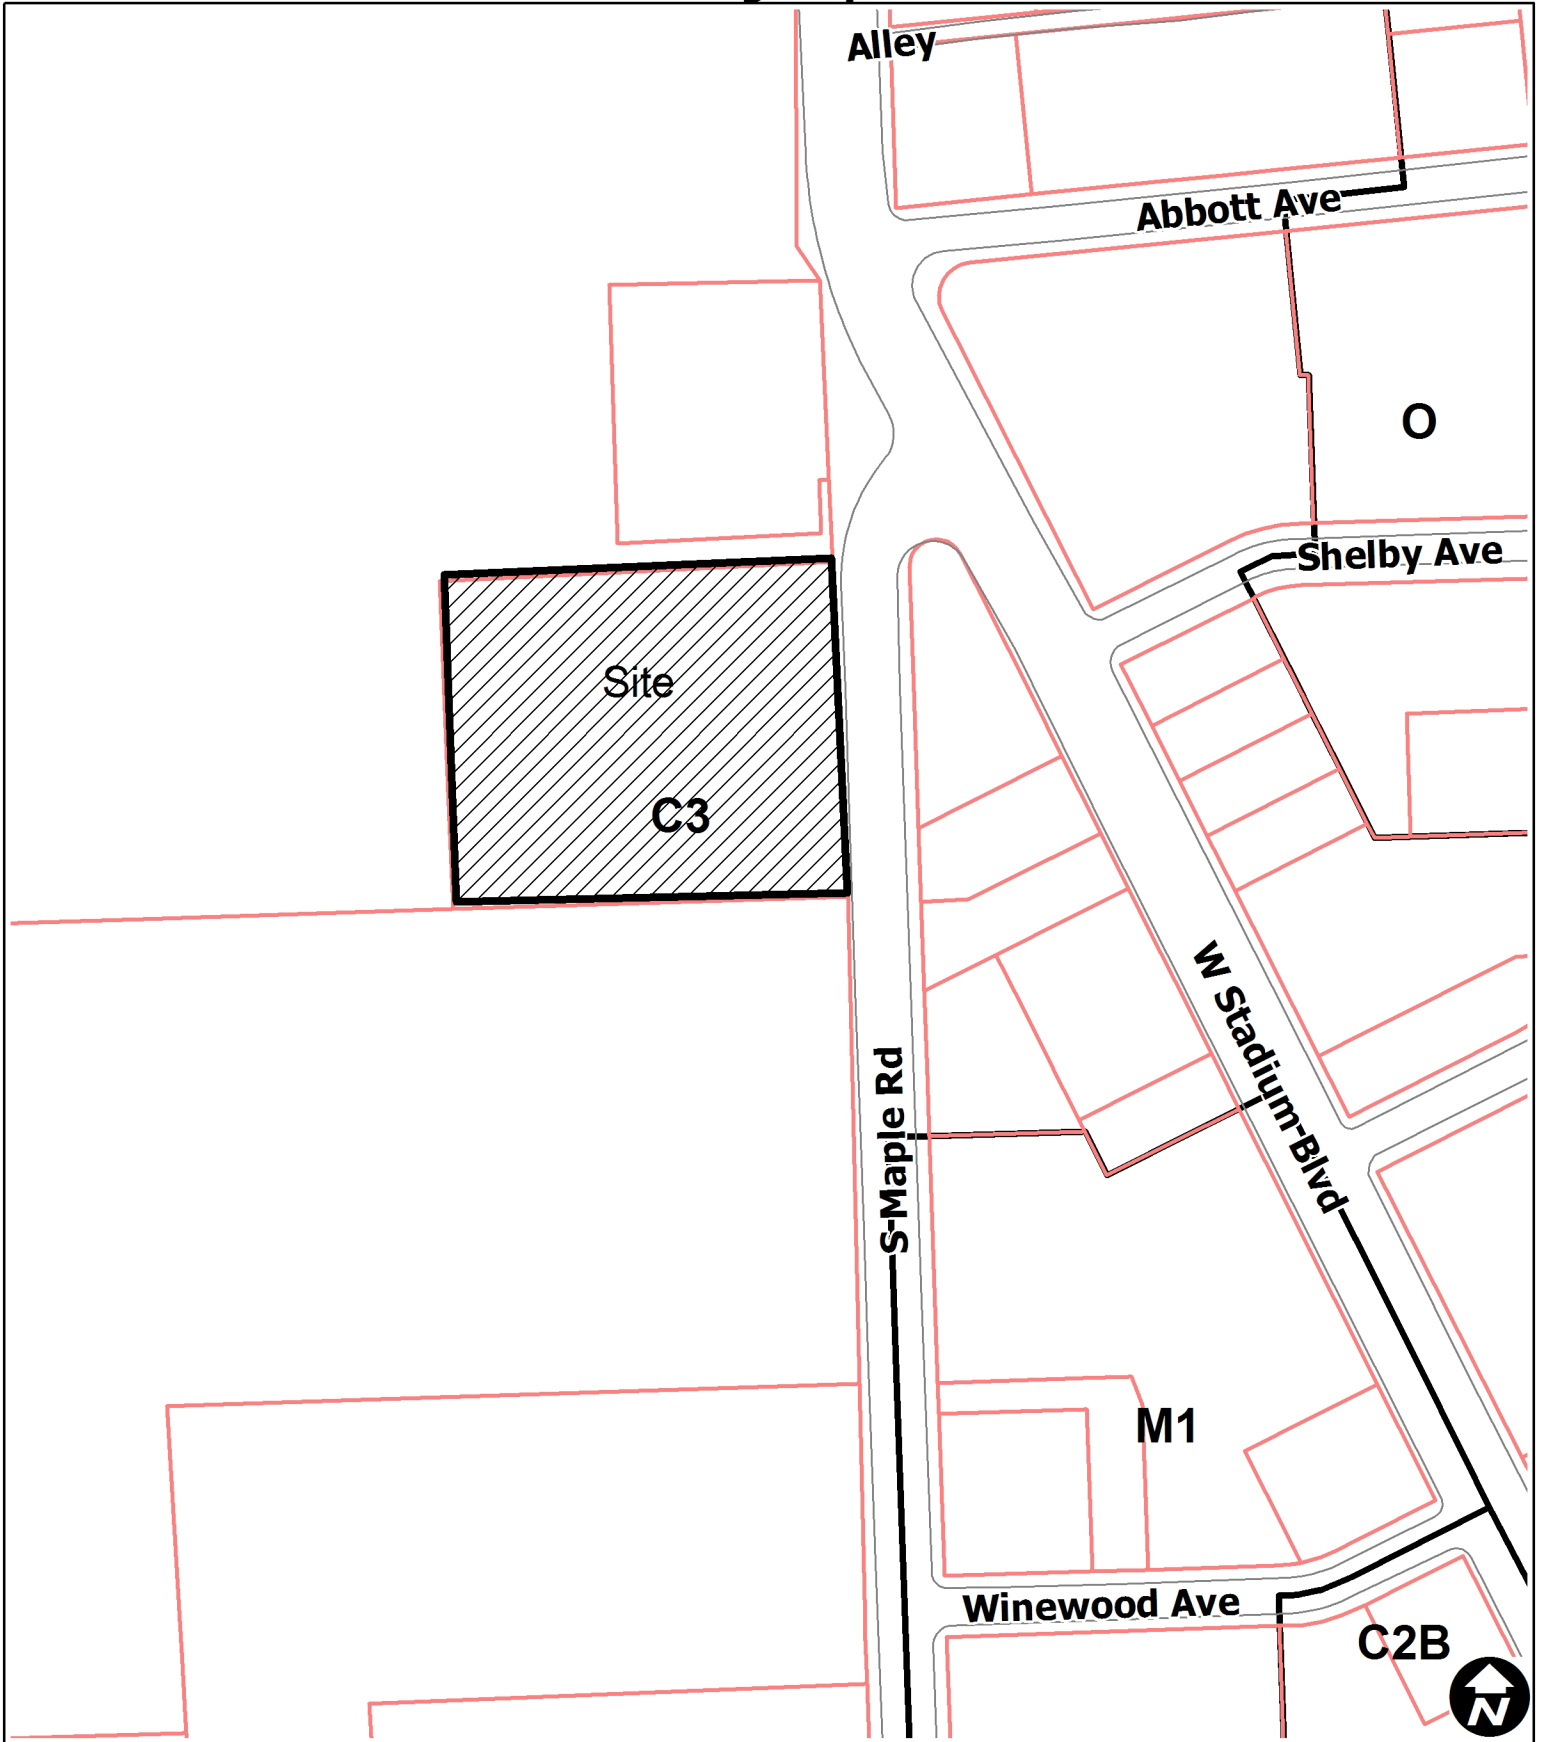 Alley
Abbott Ave
O
Shelby Ave
Site
C3
W Stadium Blvd
S Maple Rd
M1
Winewood Ave
C2B
N